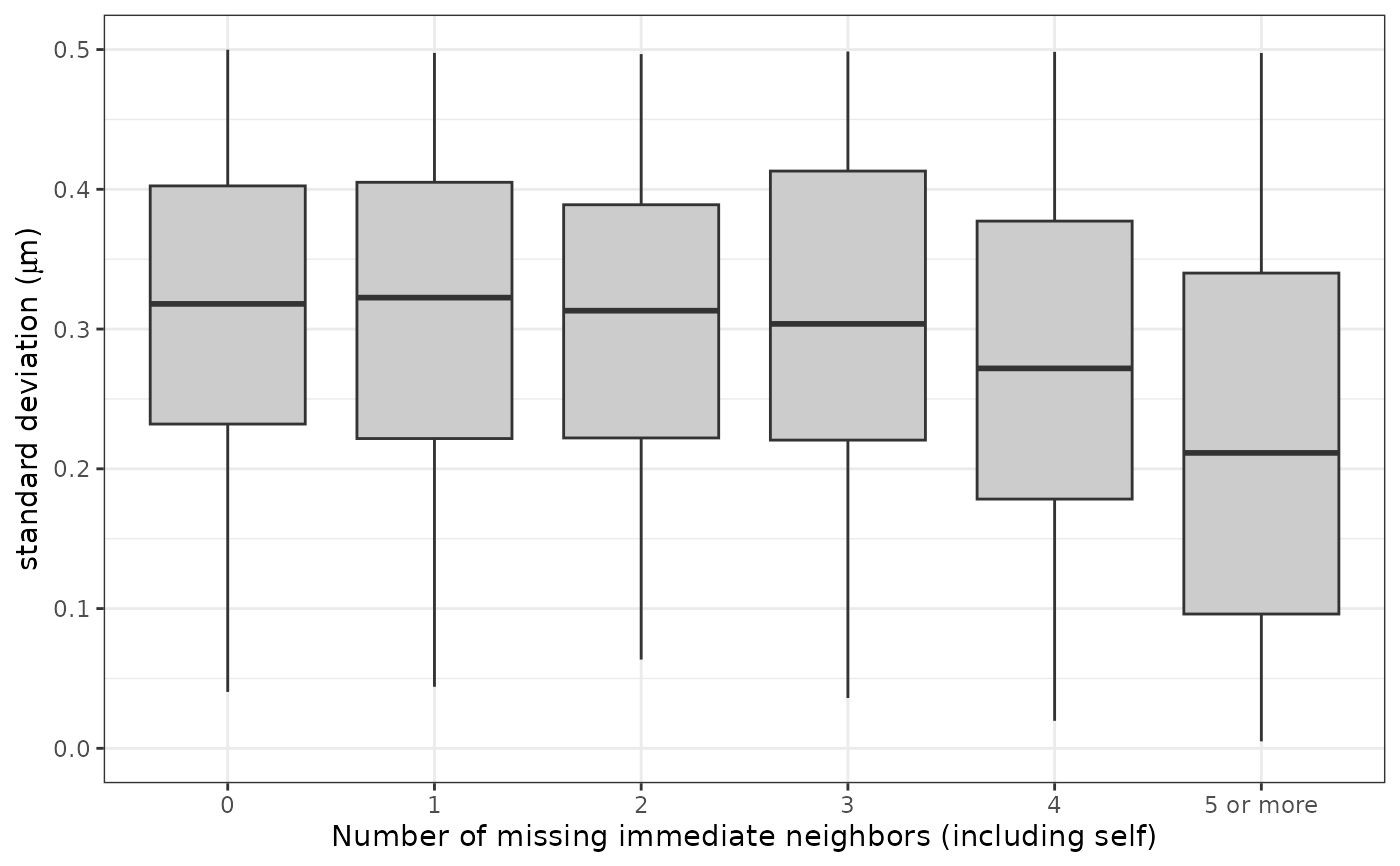 standard deviation (μm)
0.5
0.4
0.3
0.2
0.1
0.0
0 1 2 3 4 5 or more
Number of missing immediate neighbors (including self)